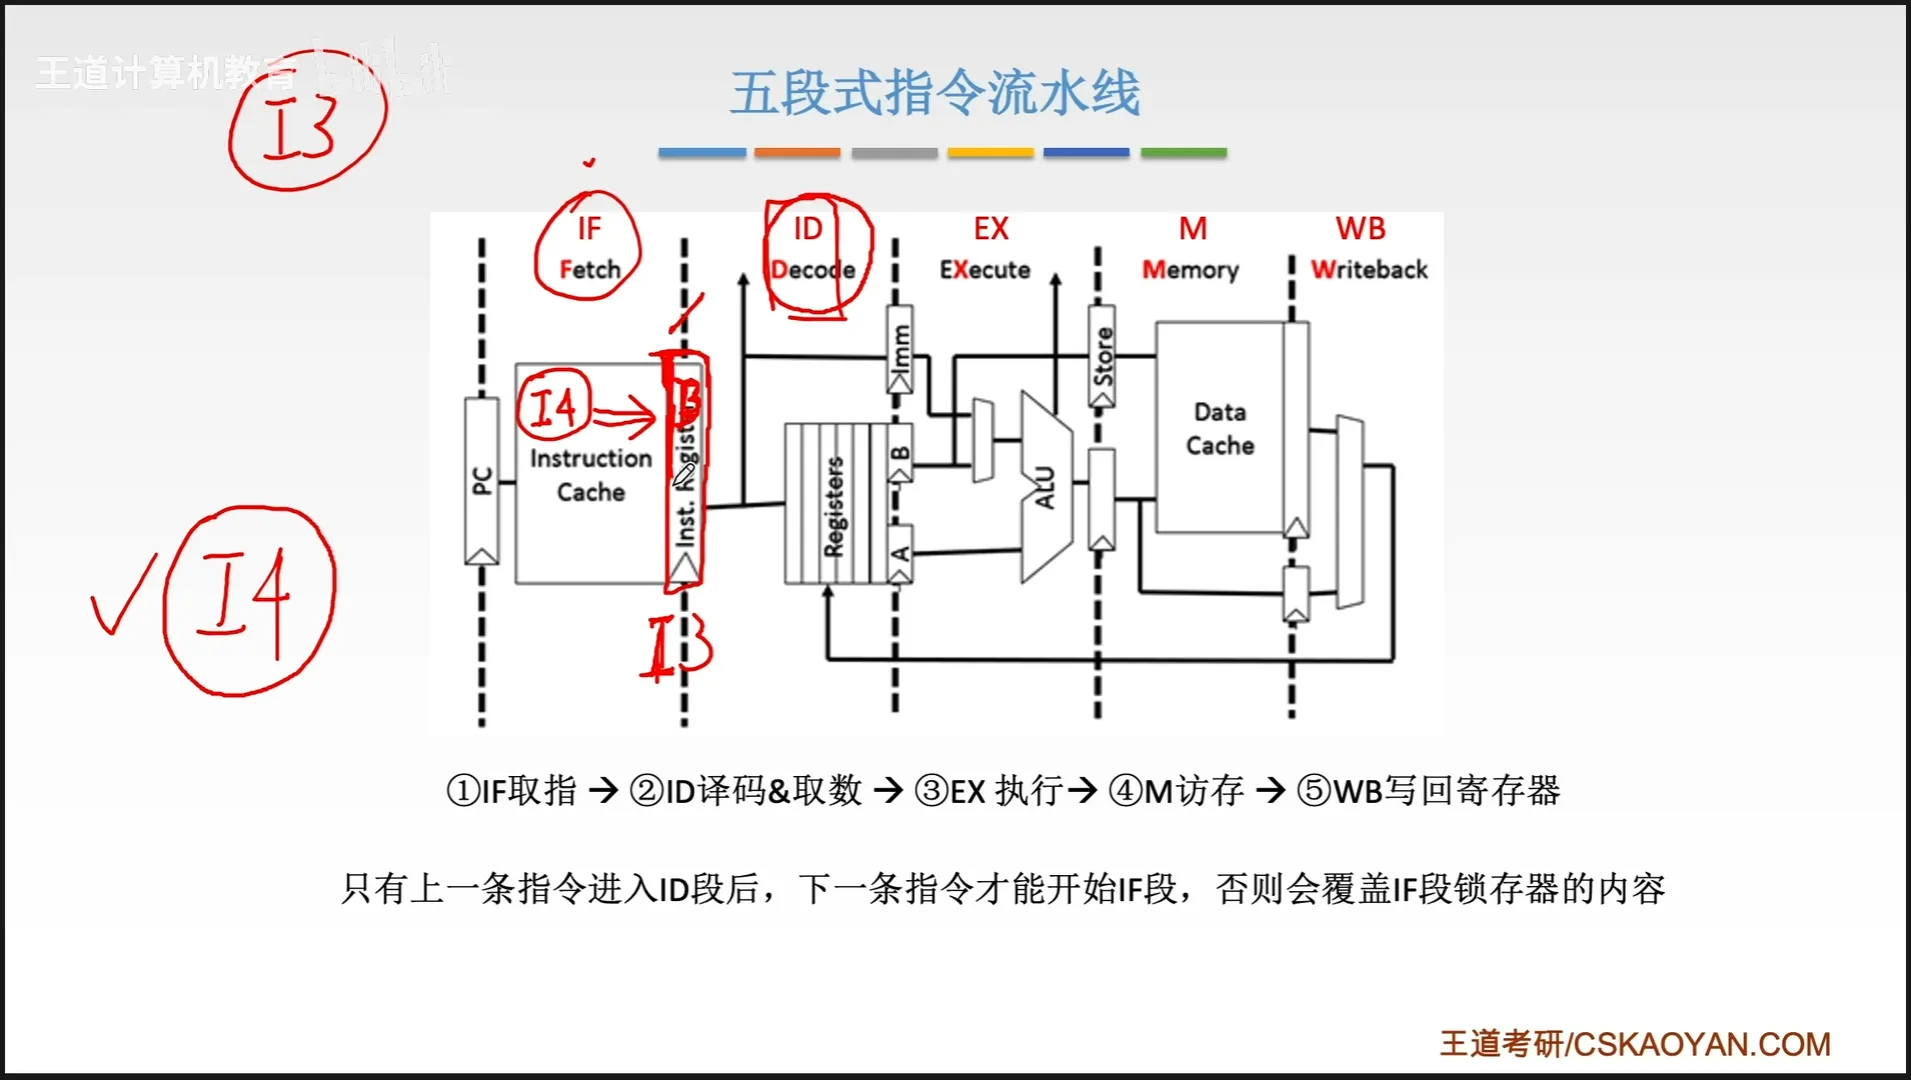 王道计算机教育 bilibili
I3
五段式指令流水线
IF ID EX M WB
Fetch Decode EXecute Memory Writeback
Imm
Store
I4
I3
Data
Cache
Instruction
Cache
PC
Inst. Register
Registers
B
A
ALU
I4
I3
①IF取指 → ②ID译码&取数 → ③EX 执行→ ④M访存 → ⑤WB写回寄存器
只有上一条指令进入ID段后，下一条指令才能开始IF段，否则会覆盖IF段锁存器的内容
王道考研/CSKAOYAN.COM